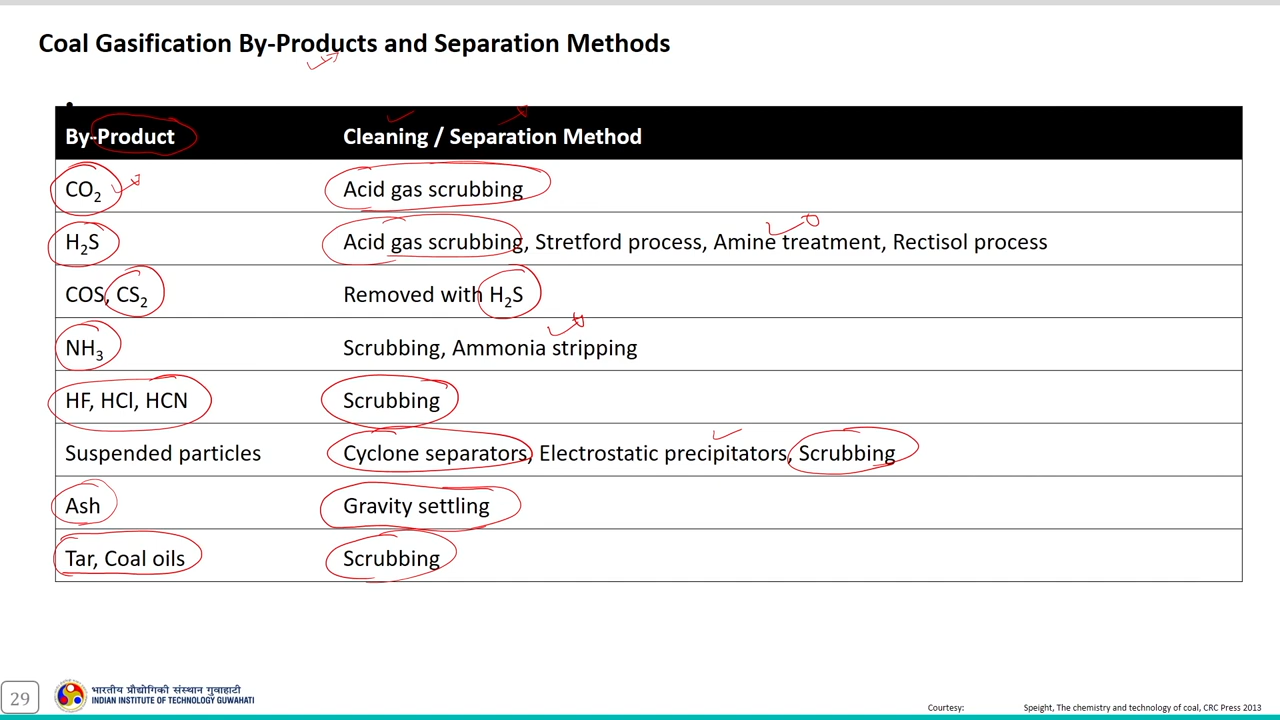 Coal Gasification By-Products and Separation Methods
By-Product Cleaning / Separation Method
CO₂ Acid gas scrubbing
H₂S Acid gas scrubbing, Stretford process, Amine treatment, Rectisol process
COS, CS₂ Removed with H₂S
NH₃ Scrubbing, Ammonia stripping
HF, HCl, HCN Scrubbing
Suspended particles Cyclone separators, Electrostatic precipitators, Scrubbing
Ash Gravity settling
Tar, Coal oils Scrubbing
29
भारतीय प्रौद्योगिकी संस्थान गुवाहाटी
INDIAN INSTITUTE OF TECHNOLOGY GUWAHATI
Courtesy: Speight, The chemistry and technology of coal, CRC Press 2013